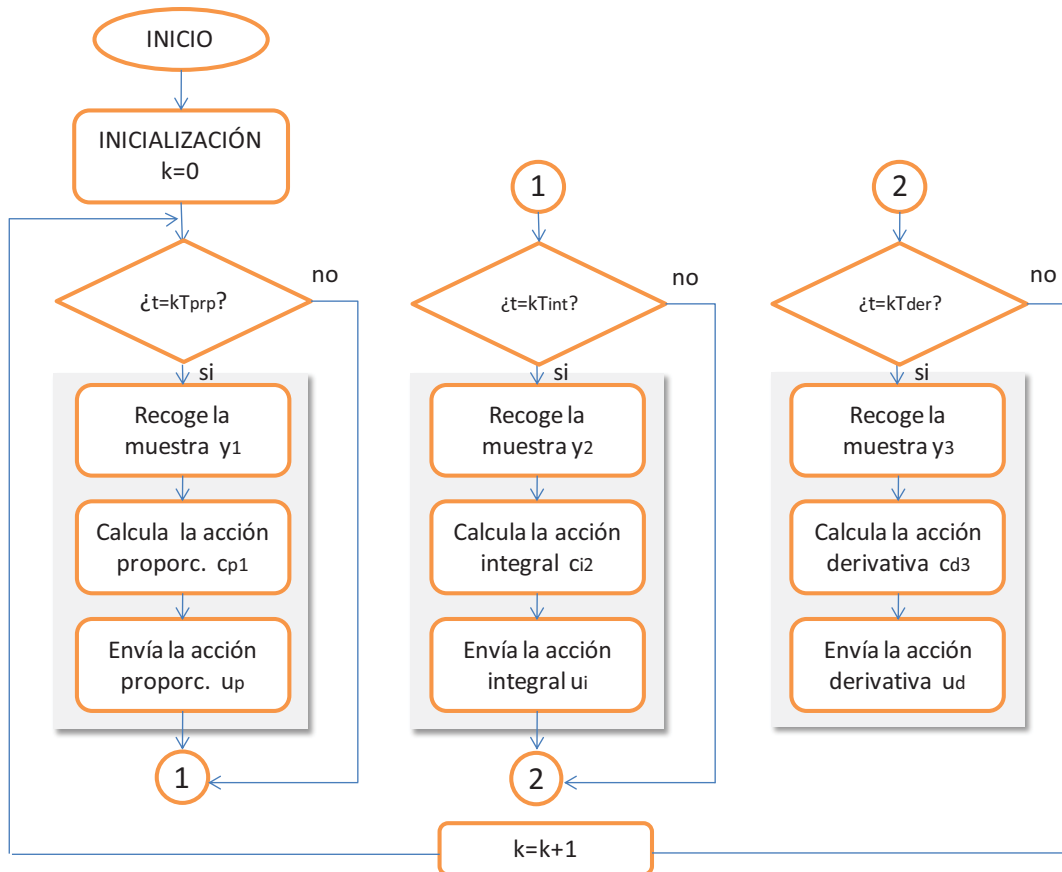 INICIO
INICIALIZACIÓN
k=0
¿t=kTprp?
no
si
Recoge la
muestra y1
Calcula la acción
proporc. cp1
Envía la acción
proporc. up
1
1
¿t=kTint?
no
si
Recoge la
muestra y2
Calcula la acción
integral ci2
Envía la acción
integral ui
2
2
¿t=kTder?
no
si
Recoge la
muestra y3
Calcula la acción
derivativa cd3
Envía la acción
derivativa ud
k=k+1